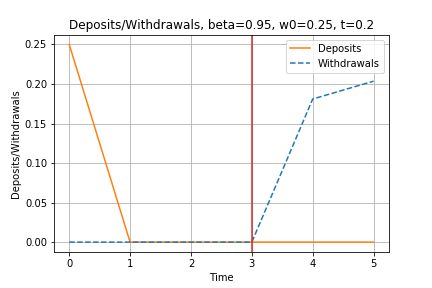 Deposits/Withdrawals, beta=0.95, w0=0.25, t=0.2
Deposits
Withdrawals
Deposits/Withdrawals
0.25
0.20
0.15
0.10
0.05
0.00
0 1 2 3 4 5
Time